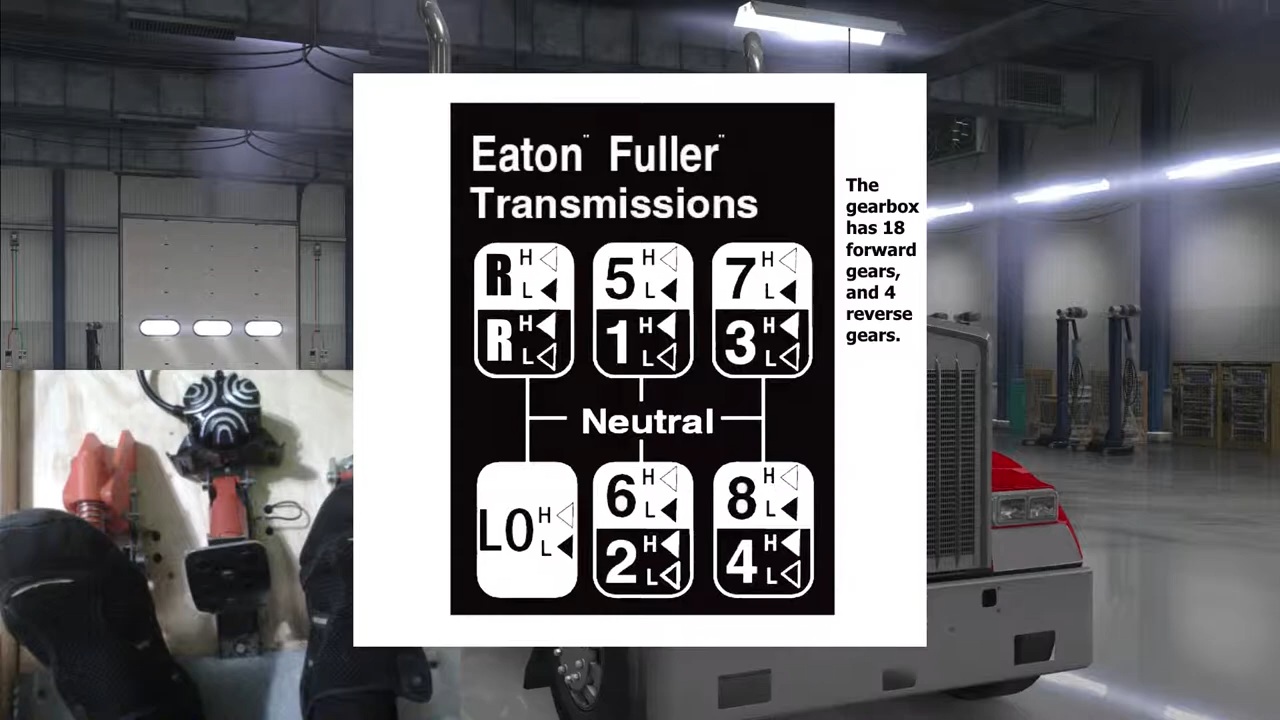 Eaton¨ Fuller¨
Transmissions
R H L 5 H L 7 H L
R H L 1 H L 3 H L
Neutral
LO H L 6 H L 8 H L
2 H L 4 H L
The
gearbox
has 18
forward
gears,
and 4
reverse
gears.